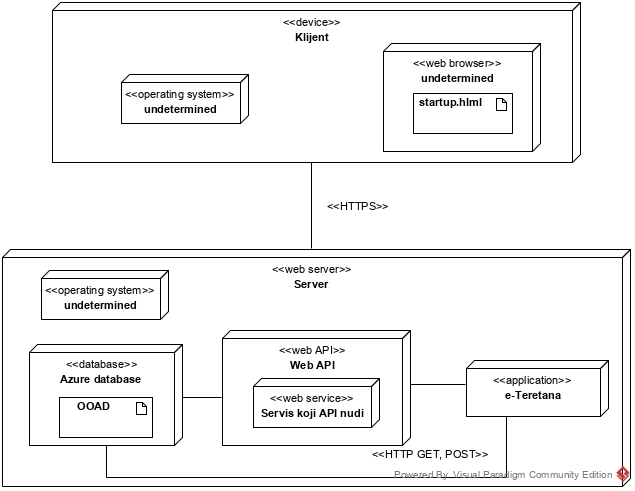 <<device>>
Klijent
<<operating system>>
undetermined
<<web browser>>
undetermined
startup.hlml
<<HTTPS>>
<<web server>>
Server
<<operating system>>
undetermined
<<database>>
Azure database
OOAD
<<web API>>
Web API
<<web service>>
Servis koji API nudi
<<application>>
e-Teretana
<<HTTP GET, POST>>
Powered By Visual Paradigm Community Edition